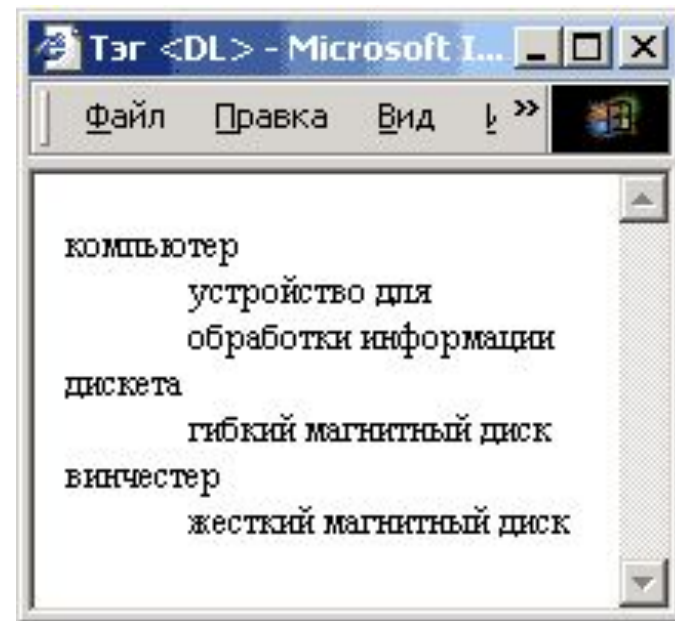 Тэг <DL> - Microsoft I...
Файл Правка Вид »
компьютер
устройство для
обработки информации
дискета
гибкий магнитный диск
винчестер
жесткий магнитный диск